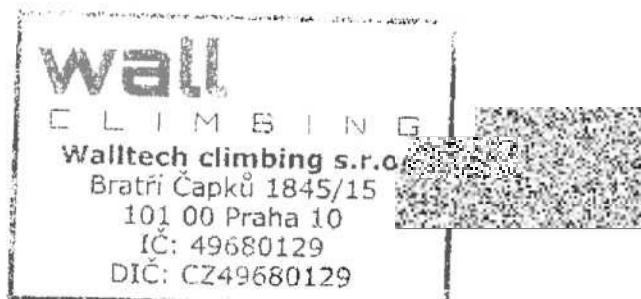 wall
CLIMBING
Walltech climbing s.r.o
Bratří Čapků 1845/15
101 00 Praha 10
IČ: 49680129
DIČ: CZ49680129